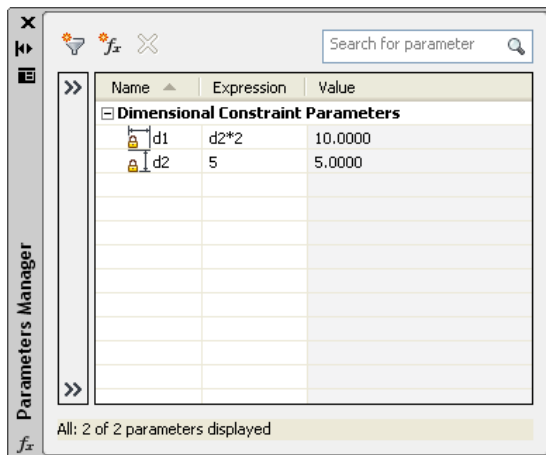 Search for parameter
Name Expression Value
Dimensional Constraint Parameters
d1 d2*2 10.0000
d2 5 5.0000
All: 2 of 2 parameters displayed
Parameters Manager
fx